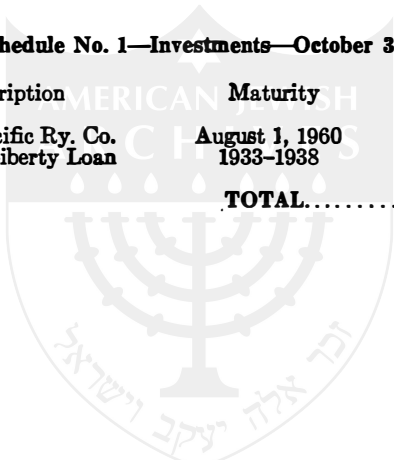 hedule No. 1—Investments—October 3
ription Maturity
cific Ry. Co. August 1, 1960
iberty Loan 1933–1938
TOTAL.........
AMERICAN JEWISH
ARCHIVES
זכר אלה יעקב וישראל